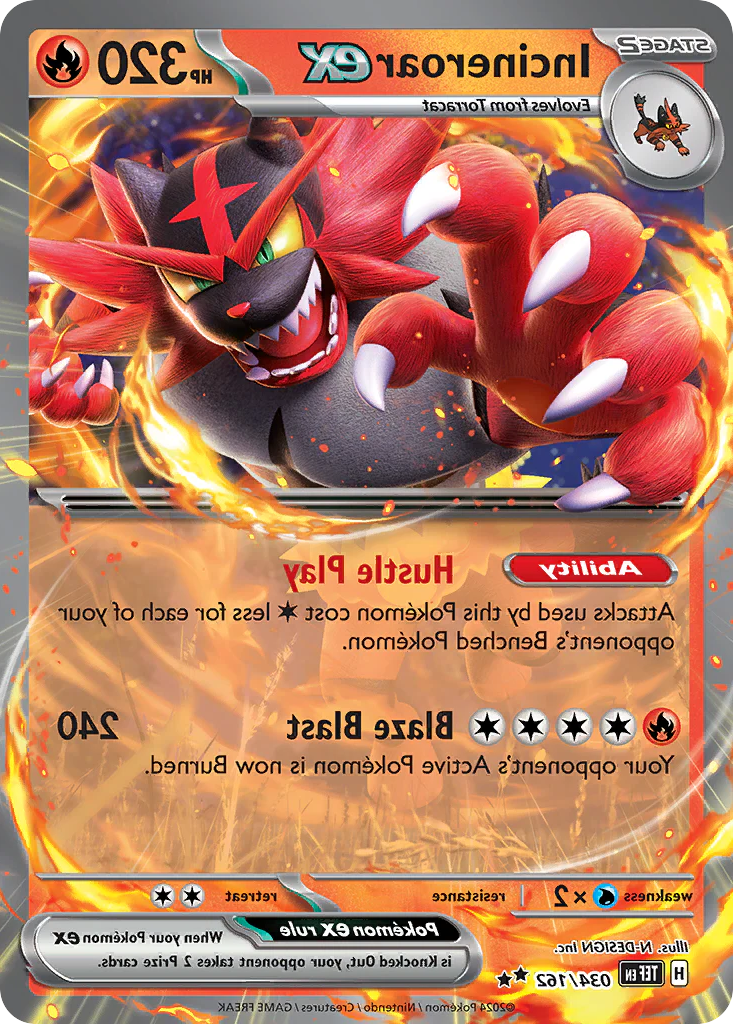 STAGE2 Incineroar ex HP 320
Evolves from Torracat
Ability Hustle Play
Attacks used by this Pokémon cost ✶ less for each of your
opponent's Benched Pokémon.
Blaze Blast 240
Your opponent's Active Pokémon is now Burned.
weakness ×2 resistance retreat
Illus. N-DESIGN Inc.
Pokémon ex rule When your Pokémon ex
is Knocked Out, your opponent takes 2 Prize cards.
H TEF EN 034/162 ★★
©2024 Pokémon / Nintendo / Creatures / GAME FREAK